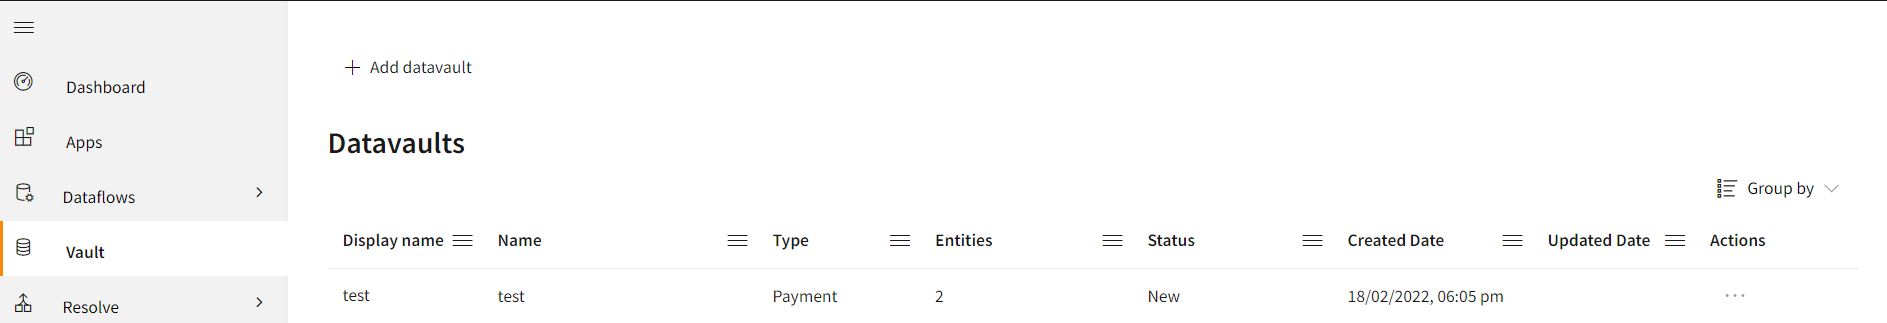 Dashboard
Apps
Dataflows
Vault
Resolve
Add datavault
Datavaults
Group by
Display name Name Type Entities Status Created Date Updated Date Actions
test test Payment 2 New 18/02/2022, 06:05 pm